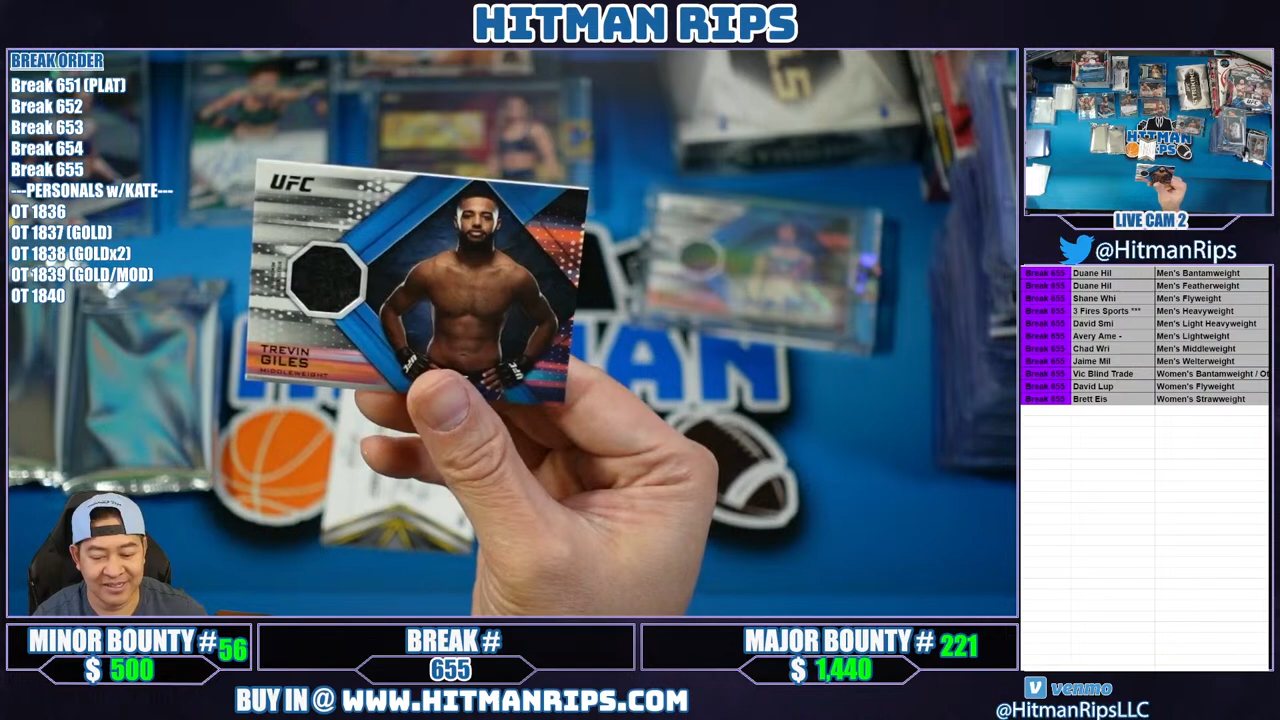 HITMAN RIPS
BREAK ORDER
Break 651 (PLAT)
Break 652
Break 653
Break 654
Break 655
---PERSONALS w/KATE---
OT 1836
OT 1837 (GOLD)
OT 1838 (GOLDx2)
OT 1839 (GOLD/MOD)
OT 1840
UFC
TREVIN
GILES
MIDDLEWEIGHT
HITMAN
RIPS
LIVE CAM 2
@HitmanRips
Break 655 Duane Hil Men's Bantamweight
Break 655 Duane Hil Men's Featherweight
Break 655 Shane Whi Men's Flyweight
Break 655 3 Fires Sports *** Men's Heavyweight
Break 655 David Smi Men's Light Heavyweight
Break 655 Avery Ame - Men's Lightweight
Break 655 Chad Wri Men's Middleweight
Break 655 Jaime Mil Men's Welterweight
Break 655 Vic Blind Trade Women's Bantamweight / Ot
Break 655 David Lup Women's Flyweight
Break 655 Brett Eis Women's Strawweight
MINOR BOUNTY # 56
$ 500
BREAK #
655
MAJOR BOUNTY # 221
$ 1,440
BUY IN @ WWW.HITMANRIPS.COM
venmo
@HitmanRipsLLC